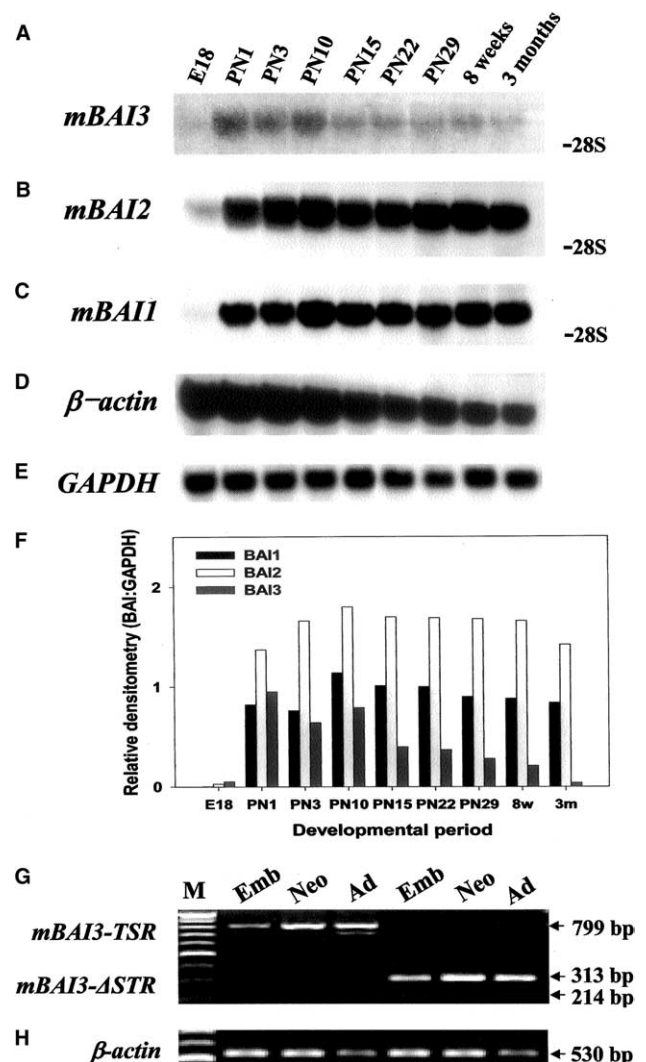 A
E18 PN1 PN3 PN10 PN15 PN22 PN29 8 weeks 3 months
mBAI3
-28S
B
mBAI2
-28S
C
mBAI1
-28S
D
β-actin
E
GAPDH
F
Relative densitometry (BAI:GAPDH)
2
1
0
BAI1
BAI2
BAI3
E18 PN1 PN3 PN10 PN15 PN22 PN29 8w 3m
Developmental period
G
M Emb Neo Ad Emb Neo Ad
mBAI3-TSR
799 bp
mBAI3-ΔSTR
313 bp
214 bp
H
β-actin
530 bp